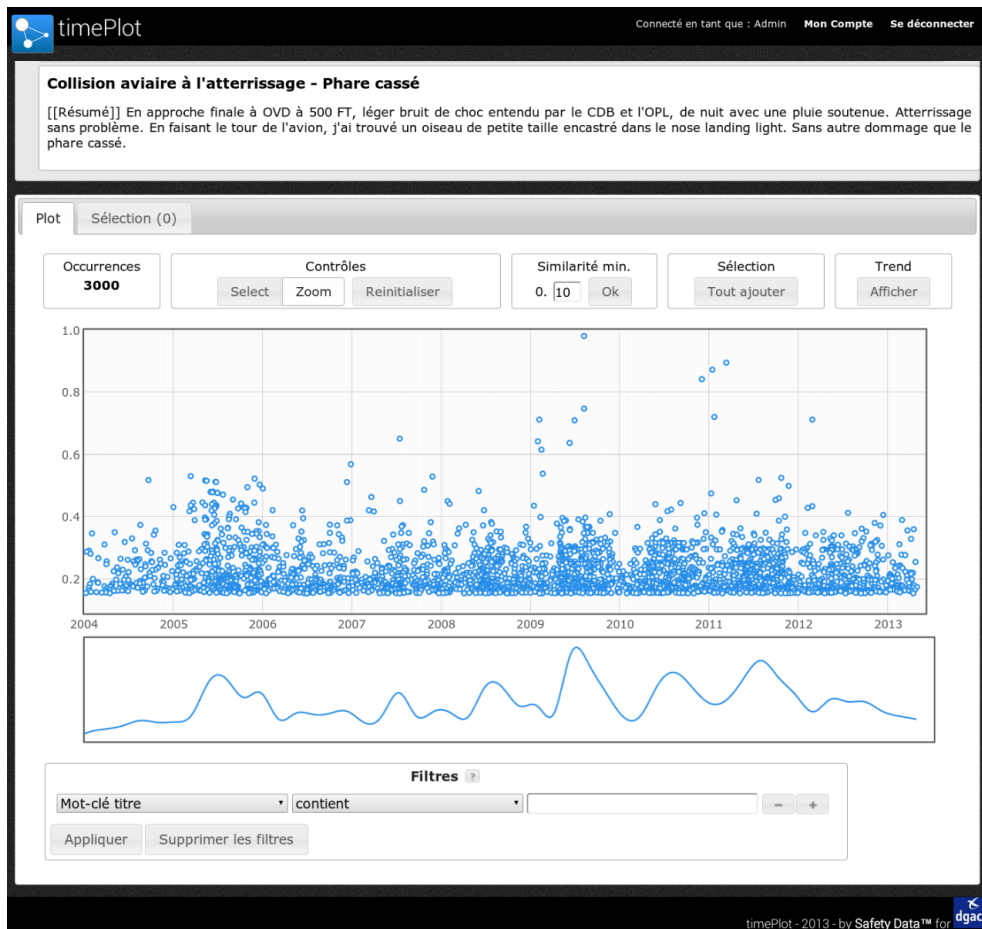 timePlot
Connecté en tant que : Admin Mon Compte Se déconnecter
Collision aviaire à l'atterrissage - Phare cassé
[[Résumé]] En approche finale à OVD à 500 FT, léger bruit de choc entendu par le CDB et l'OPL, de nuit avec une pluie soutenue. Atterrissage
sans problème. En faisant le tour de l'avion, j'ai trouvé un oiseau de petite taille encastré dans le nose landing light. Sans autre dommage que le
phare cassé.
Plot Sélection (0)
Occurrences Contrôles Similarité min. Sélection Trend
3000 Select Zoom Reinitialiser 0. 10 Ok Tout ajouter Afficher
1.0
0.8
0.6
0.4
0.2
2004 2005 2006 2007 2008 2009 2010 2011 2012 2013
Filtres ?
Mot-clé titre contient − +
Appliquer Supprimer les filtres
timePlot - 2013 - by Safety Data™ for dgac